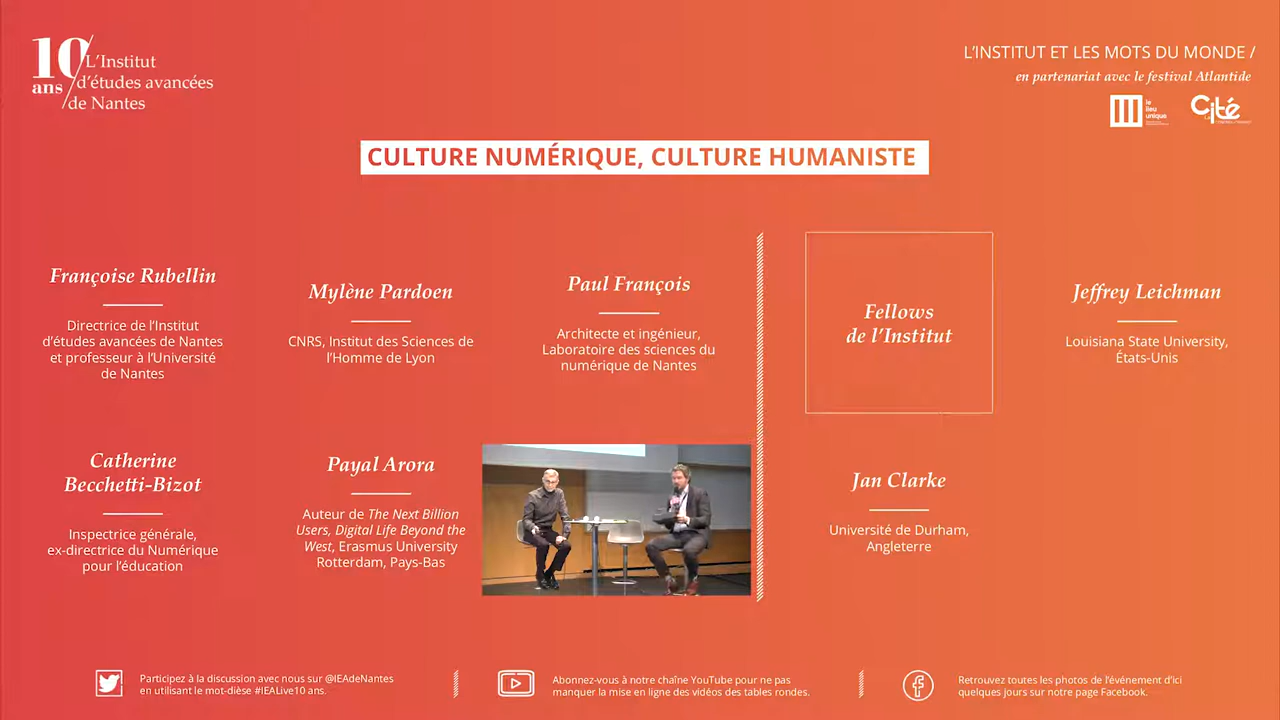 10
ans
L'Institut
d'études avancées
de Nantes
L'INSTITUT ET LES MOTS DU MONDE /
en partenariat avec le festival Atlantide
le
lieu
unique
Cité
CULTURE NUMÉRIQUE, CULTURE HUMANISTE
Françoise Rubellin
Directrice de l'Institut
d'études avancées de Nantes
et professeur à l'Université
de Nantes
Mylène Pardoen
CNRS, Institut des Sciences de
l'Homme de Lyon
Paul François
Architecte et ingénieur,
Laboratoire des sciences du
numérique de Nantes
Fellows
de l'Institut
Jeffrey Leichman
Louisiana State University,
États-Unis
Catherine
Becchetti-Bizot
Inspectrice générale,
ex-directrice du Numérique
pour l'éducation
Payal Arora
Auteur de The Next Billion
Users, Digital Life Beyond the
West, Erasmus University
Rotterdam, Pays-Bas
Jan Clarke
Université de Durham,
Angleterre
Participez à la discussion avec nous sur @IEAdeNantes
en utilisant le mot-dièse #IEALive10 ans.
Abonnez-vous à notre chaîne YouTube pour ne pas
manquer la mise en ligne des vidéos des tables rondes.
Retrouvez toutes les photos de l'événement d'ici
quelques jours sur notre page Facebook.